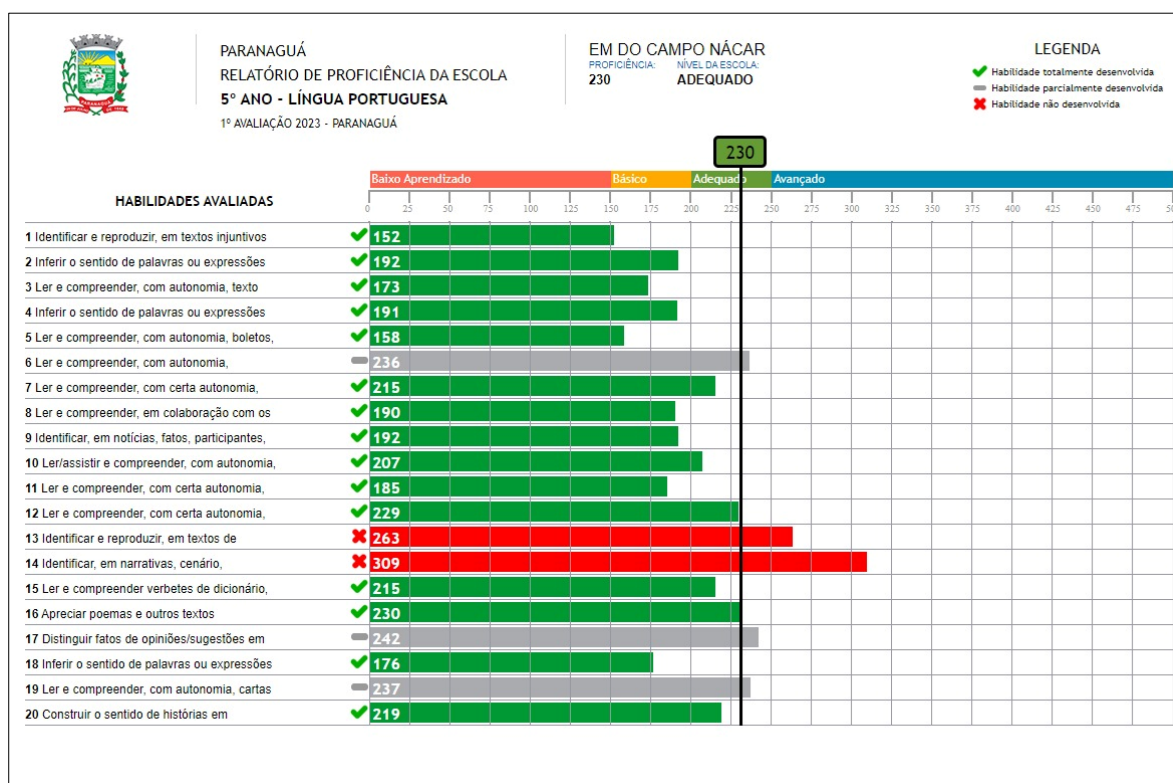 PARANAGUÁ
RELATÓRIO DE PROFICIÊNCIA DA ESCOLA
5º ANO - LÍNGUA PORTUGUESA
1º AVALIAÇÃO 2023 - PARANAGUÁ
EM DO CAMPO NÁCAR
PROFICIÊNCIA: NÍVEL DA ESCOLA:
230 ADEQUADO
LEGENDA
Habilidade totalmente desenvolvida
Habilidade parcialmente desenvolvida
Habilidade não desenvolvida
PARANAGUÁ
230
Baixo Aprendizado Básico Adequado Avançado
HABILIDADES AVALIADAS
0 25 50 75 100 125 150 175 200 225 250 275 300 325 350 375 400 425 450 475
1 Identificar e reproduzir, em textos injuntivos 152
2 Inferir o sentido de palavras ou expressões 192
3 Ler e compreender, com autonomia, texto 173
4 Inferir o sentido de palavras ou expressões 191
5 Ler e compreender, com autonomia, boletos, 158
6 Ler e compreender, com autonomia, 236
7 Ler e compreender, com certa autonomia, 215
8 Ler e compreender, em colaboração com os 190
9 Identificar, em notícias, fatos, participantes, 192
10 Ler/assistir e compreender, com autonomia, 207
11 Ler e compreender, com certa autonomia, 185
12 Ler e compreender, com certa autonomia, 229
13 Identificar e reproduzir, em textos de 263
14 Identificar, em narrativas, cenário, 309
15 Ler e compreender verbetes de dicionário, 215
16 Apreciar poemas e outros textos 230
17 Distinguir fatos de opiniões/sugestões em 242
18 Inferir o sentido de palavras ou expressões 176
19 Ler e compreender, com autonomia, cartas 237
20 Construir o sentido de histórias em 219